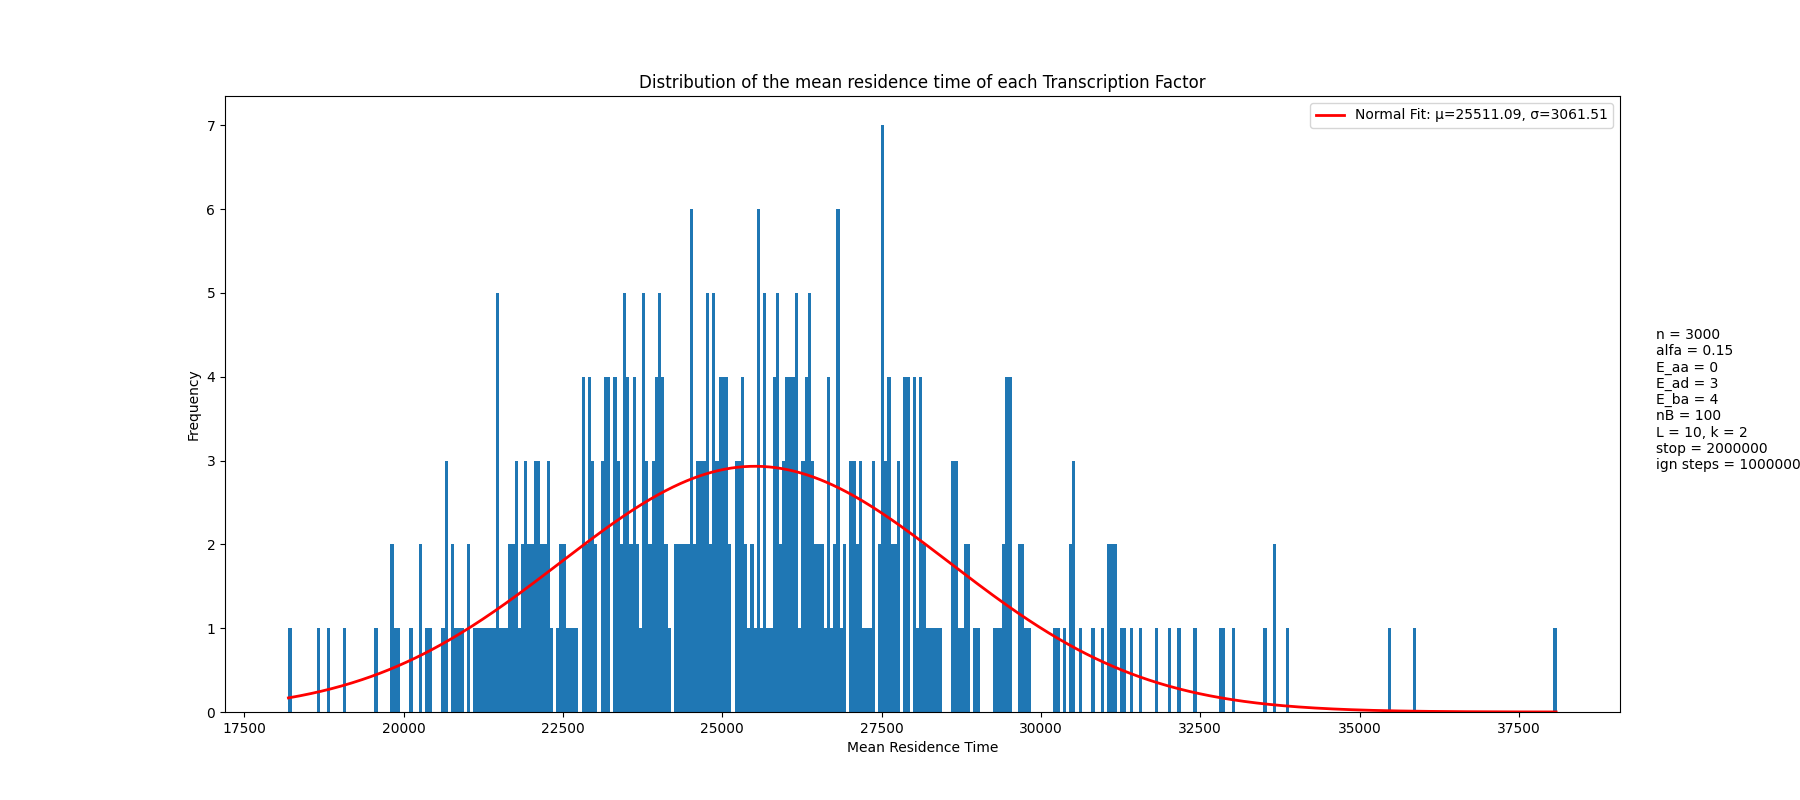 Distribution of the mean residence time of each Transcription Factor
Normal Fit: μ=25511.09, σ=3061.51
7
6
5
4
3
2
1
0
Frequency
17500 20000 22500 25000 27500 30000 32500 35000 37500
Mean Residence Time
n = 3000
alfa = 0.15
E_aa = 0
E_ad = 3
E_ba = 4
nB = 100
L = 10, k = 2
stop = 2000000
ign steps = 1000000